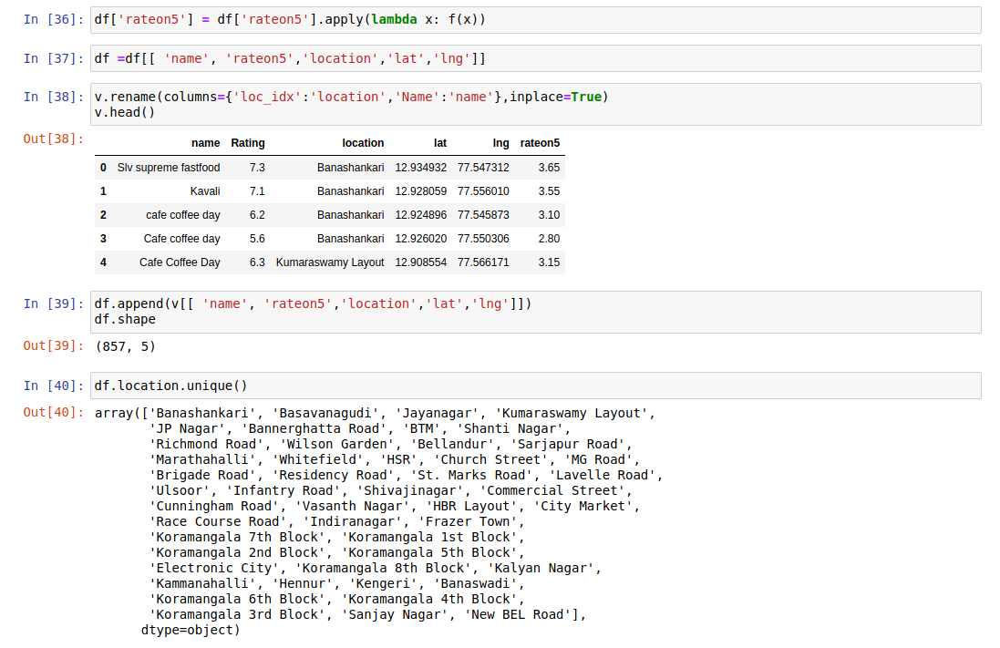 In [36]: df['rateon5'] = df['rateon5'].apply(lambda x: f(x))
In [37]: df =df[[ 'name', 'rateon5','location','lat','lng']]
In [38]: v.rename(columns={'loc_idx':'location','Name':'name'},inplace=True)
v.head()
Out[38]:
name Rating location lat lng rateon5
0 Slv supreme fastfood 7.3 Banashankari 12.934932 77.547312 3.65
1 Kavali 7.1 Banashankari 12.928059 77.556010 3.55
2 cafe coffee day 6.2 Banashankari 12.924896 77.545873 3.10
3 Cafe coffee day 5.6 Banashankari 12.926020 77.550306 2.80
4 Cafe Coffee Day 6.3 Kumaraswamy Layout 12.908554 77.566171 3.15
In [39]: df.append(v[[ 'name', 'rateon5','location','lat','lng']])
df.shape
Out[39]: (857, 5)
In [40]: df.location.unique()
Out[40]: array(['Banashankari', 'Basavanagudi', 'Jayanagar', 'Kumaraswamy Layout',
'JP Nagar', 'Bannerghatta Road', 'BTM', 'Shanti Nagar',
'Richmond Road', 'Wilson Garden', 'Bellandur', 'Sarjapur Road',
'Marathahalli', 'Whitefield', 'HSR', 'Church Street', 'MG Road',
'Brigade Road', 'Residency Road', 'St. Marks Road', 'Lavelle Road',
'Ulsoor', 'Infantry Road', 'Shivajinagar', 'Commercial Street',
'Cunningham Road', 'Vasanth Nagar', 'HBR Layout', 'City Market',
'Race Course Road', 'Indiranagar', 'Frazer Town',
'Koramangala 7th Block', 'Koramangala 1st Block',
'Koramangala 2nd Block', 'Koramangala 5th Block',
'Electronic City', 'Koramangala 8th Block', 'Kalyan Nagar',
'Kammanahalli', 'Hennur', 'Kengeri', 'Banaswadi',
'Koramangala 6th Block', 'Koramangala 4th Block',
'Koramangala 3rd Block', 'Sanjay Nagar', 'New BEL Road'],
dtype=object)